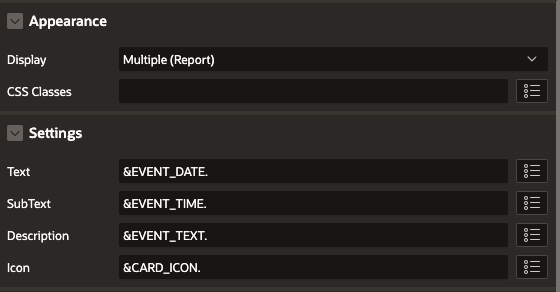 Appearance
Display Multiple (Report)
CSS Classes
Settings
Text &EVENT_DATE.
SubText &EVENT_TIME.
Description &EVENT_TEXT.
Icon &CARD_ICON.